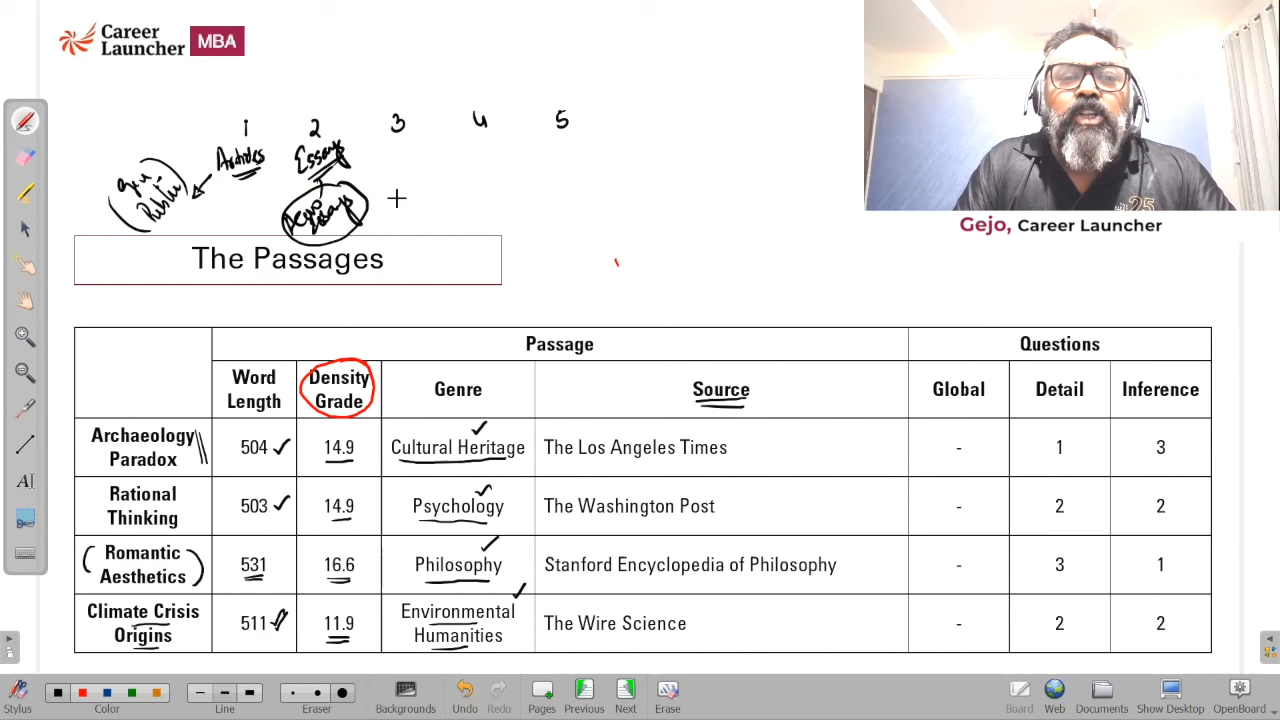 Career
Launcher
MBA
1 2 3 4 5
Articles Essays
Gen. Public
Essays
25
Gejo, Career Launcher
The Passages
Passage Questions
Word Length Density Grade Genre Source Global Detail Inference
Archaeology Paradox 504 14.9 Cultural Heritage The Los Angeles Times - 1 3
Rational Thinking 503 14.9 Psychology The Washington Post - 2 2
Romantic Aesthetics 531 16.6 Philosophy Stanford Encyclopedia of Philosophy - 3 1
Climate Crisis Origins 511 11.9 Environmental Humanities The Wire Science - 2 2
Stylus Color Line Eraser Backgrounds Undo Redo Pages Previous Next Erase Board Web Documents Show Desktop OpenBoard